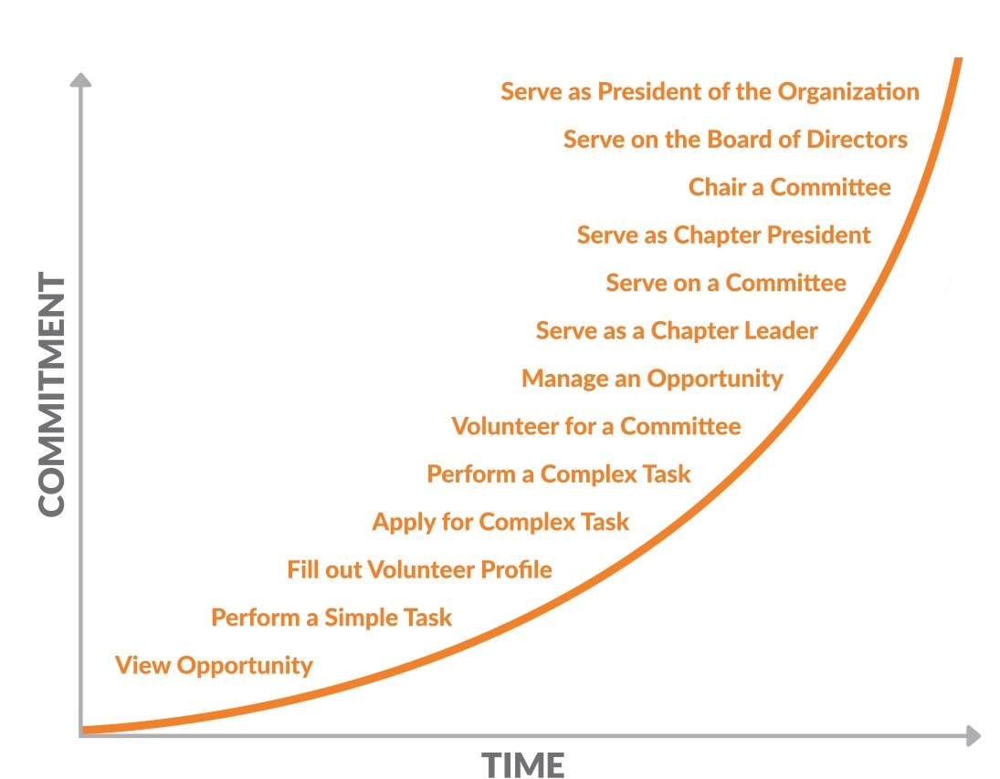 Serve as President of the Organization
Serve on the Board of Directors
Chair a Committee
Serve as Chapter President
Serve on a Committee
Serve as a Chapter Leader
Manage an Opportunity
Volunteer for a Committee
Perform a Complex Task
Apply for Complex Task
Fill out Volunteer Profile
Perform a Simple Task
View Opportunity
COMMITMENT
TIME